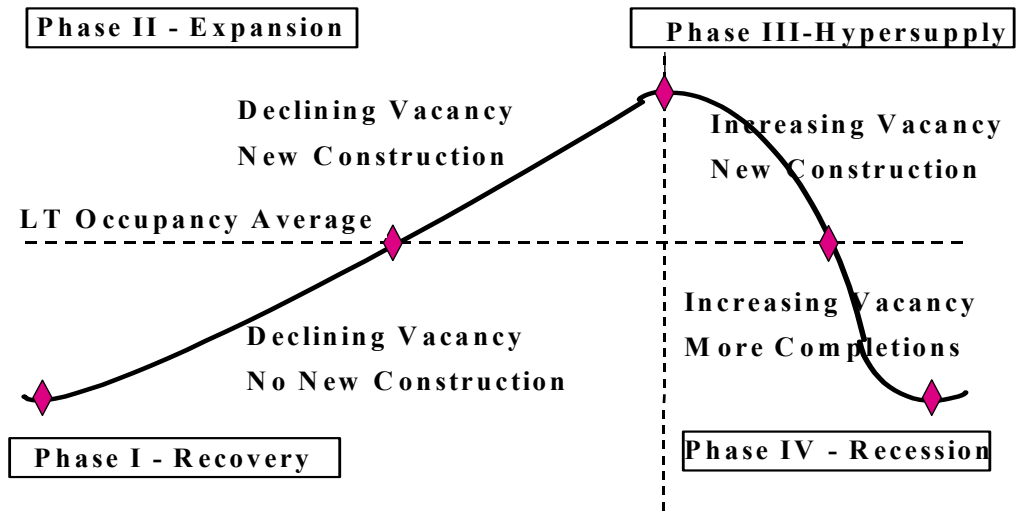 Phase II - Expansion
Phase III-Hypersupply
Declining Vacancy
New Construction
Increasing Vacancy
New Construction
LT Occupancy Average
Declining Vacancy
No New Construction
Increasing Vacancy
More Completions
Phase I - Recovery
Phase IV - Recession